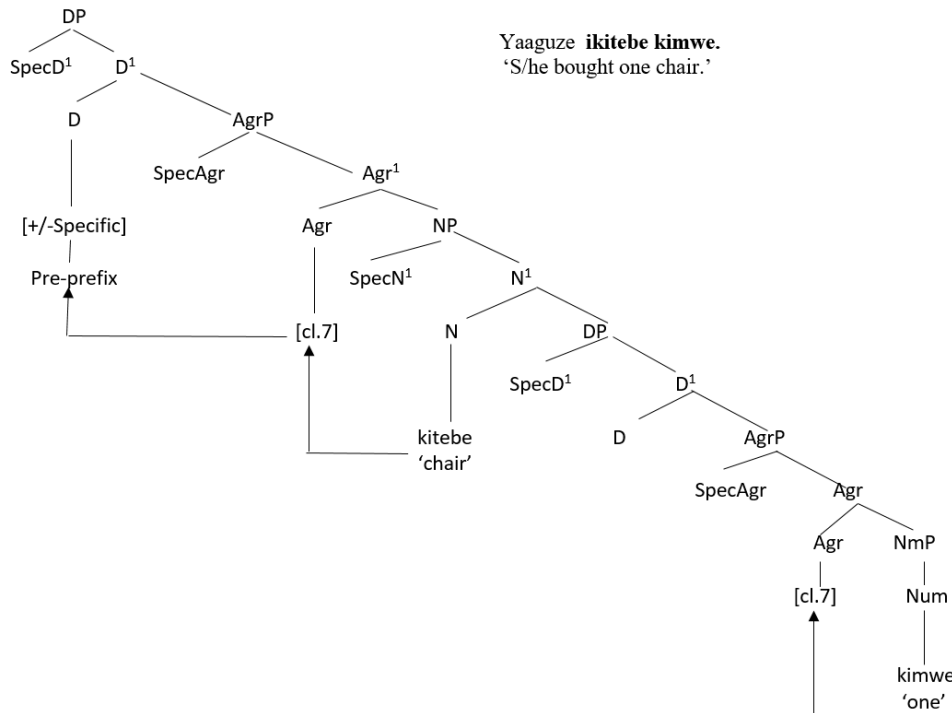 DP
Yaaguze ikitebe kimwe.
‘S/he bought one chair.’
SpecD¹ D¹
D AgrP
SpecAgr Agr¹
[+/-Specific] Agr NP
Pre-prefix SpecN¹ N¹
[cl.7] N DP
SpecD¹ D¹
kitebe D AgrP
‘chair’
SpecAgr Agr
Agr NmP
[cl.7] Num
kimwe
‘one’